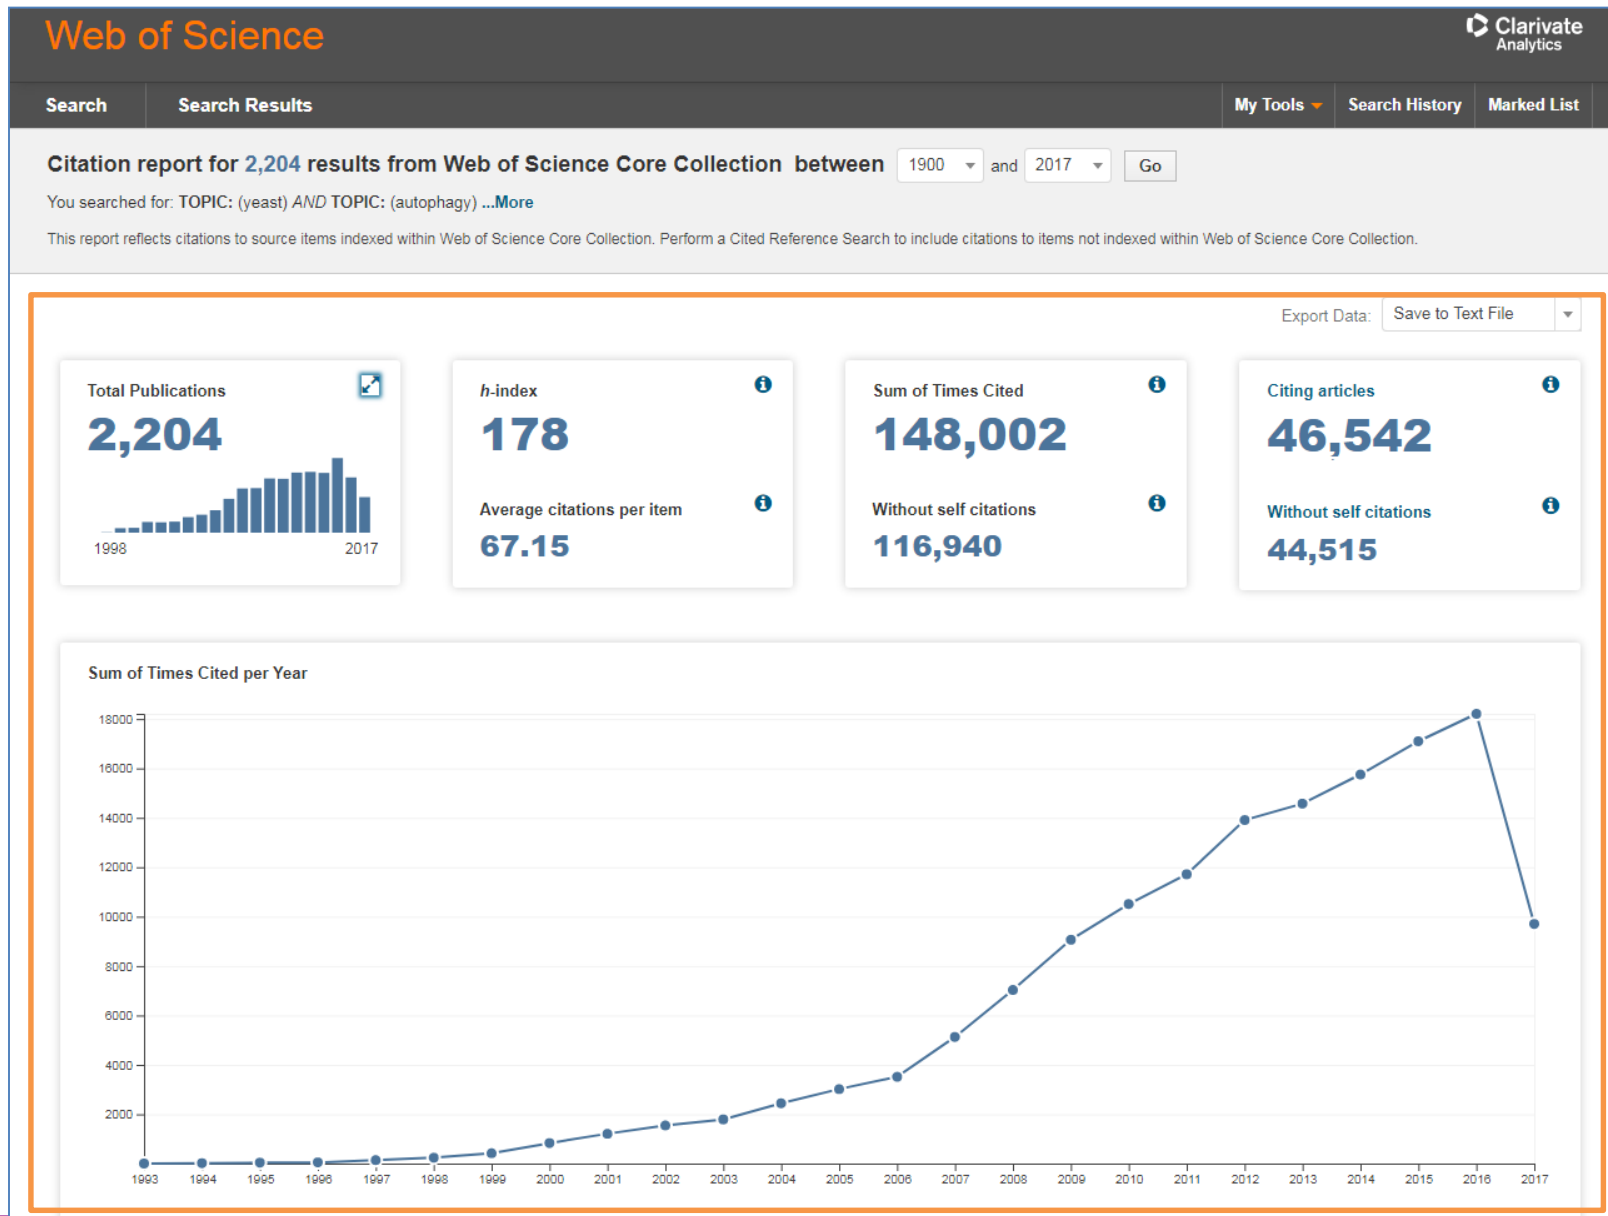 Web of Science
Clarivate
Analytics
Search
Search Results
My Tools
Search History
Marked List
Citation report for 2,204 results from Web of Science Core Collection between 1900 and 2017 Go
You searched for: TOPIC: (yeast) AND TOPIC: (autophagy) ...More
This report reflects citations to source items indexed within Web of Science Core Collection. Perform a Cited Reference Search to include citations to items not indexed within Web of Science Core Collection.
Export Data: Save to Text File
Total Publications
2,204
1998 2017
h-index
178
Average citations per item
67.15
Sum of Times Cited
148,002
Without self citations
116,940
Citing articles
46,542
Without self citations
44,515
Sum of Times Cited per Year
18000
16000
14000
12000
10000
8000
6000
4000
2000
1993 1994 1995 1996 1997 1998 1999 2000 2001 2002 2003 2004 2005 2006 2007 2008 2009 2010 2011 2012 2013 2014 2015 2016 2017